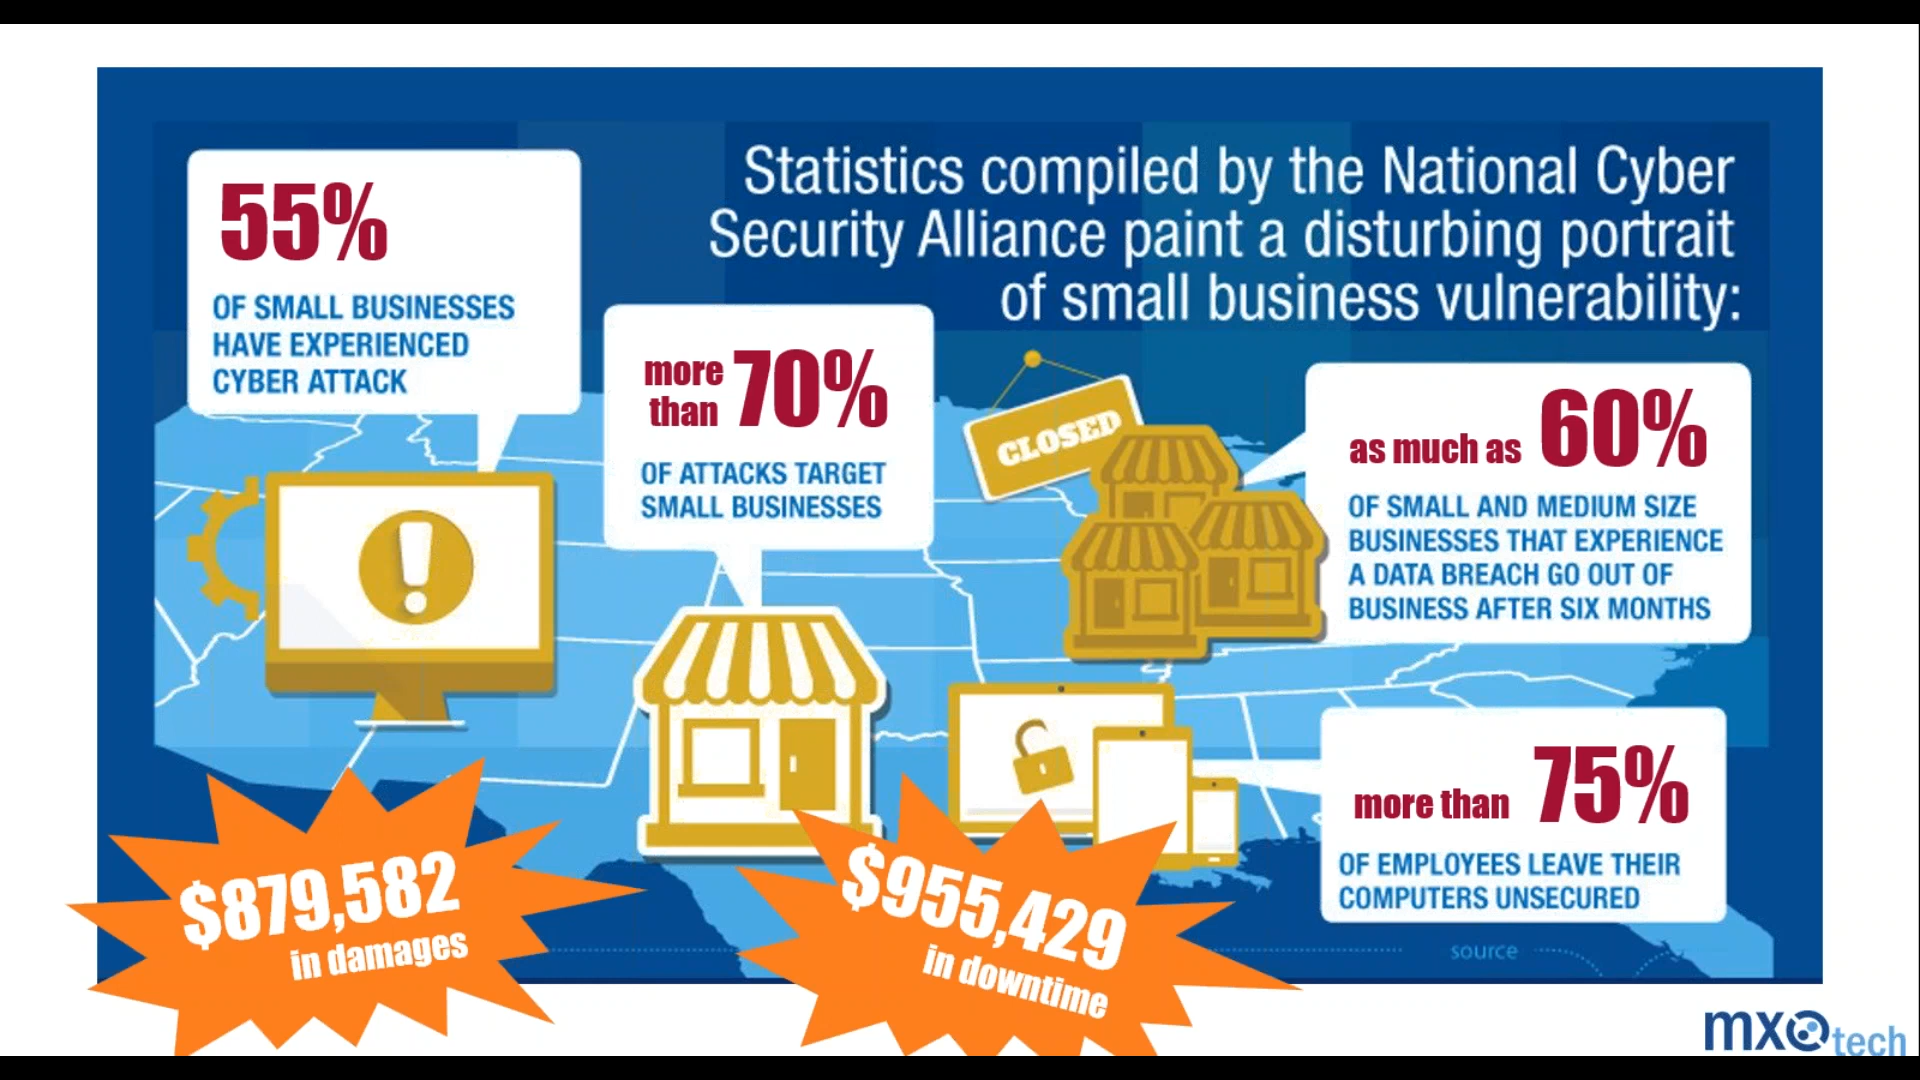 Statistics compiled by the National Cyber
Security Alliance paint a disturbing portrait
of small business vulnerability:
55%
OF SMALL BUSINESSES
HAVE EXPERIENCED
CYBER ATTACK
more
than 70%
OF ATTACKS TARGET
SMALL BUSINESSES
CLOSED
as much as 60%
OF SMALL AND MEDIUM SIZE
BUSINESSES THAT EXPERIENCE
A DATA BREACH GO OUT OF
BUSINESS AFTER SIX MONTHS
more than 75%
OF EMPLOYEES LEAVE THEIR
COMPUTERS UNSECURED
$879,582
in damages
$955,429
in downtime
source
mxotech